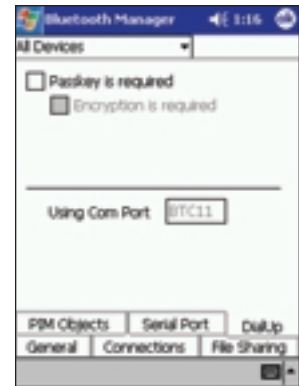 Bluetooth Manager 1:16
All Devices
Passkey is required
Encryption is required
Using Com Port BTC11
PIM Objects Serial Port DialUp
General Connections File Sharing